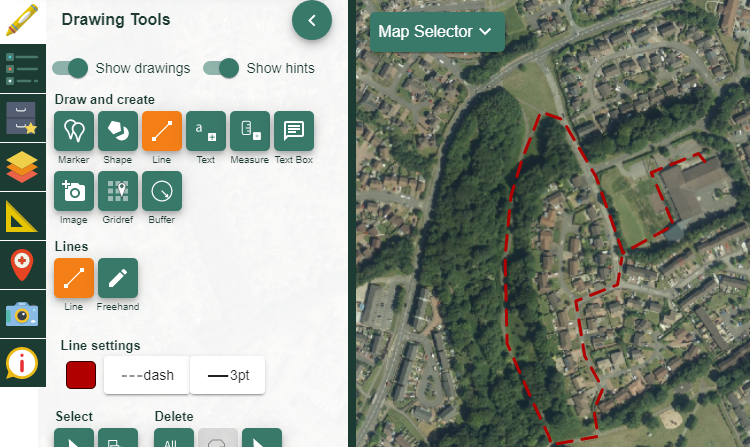 Drawing Tools
Map Selector
Show drawings Show hints
Draw and create
a
Marker Shape Line Text Measure Text Box
Image Gridref Buffer
Lines
Line Freehand
Line settings
dash 3pt
Select Delete
All